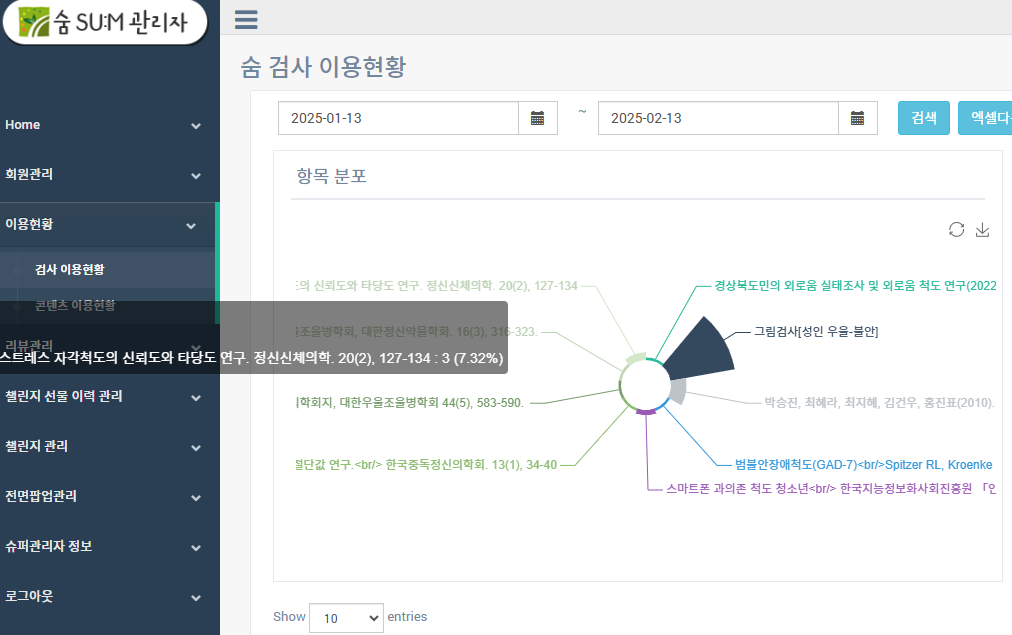 숨 SU:M 관리자
Home
회원관리
이용현황
검사 이용현황
콘텐츠 이용현황
리뷰관리
챌린지 선물 이력 관리
챌린지 관리
전면팝업관리
슈퍼관리자 정보
로그아웃
숨 검사 이용현황
2025-01-13
~
2025-02-13
검색
엑셀다
항목 분포
의 신뢰도와 타당도 연구. 정신신체의학. 20(2), 127-134
경상북도민의 외로움 실태조사 및 외로움 척도 연구(2022
조울병학회, 대한정신약물학회. 16(3), 316-323.
그림검사[성인 우울-불안]
스트레스 자각척도의 신뢰도와 타당도 연구. 정신신체의학. 20(2), 127-134 : 3 (7.32%)
학회지, 대한우울조울병학회 44(5), 583-590.
박승진, 최혜라, 최지혜, 김건우, 홍진표(2010).
절단값 연구.<br/> 한국중독정신의학회. 13(1), 34-40
범불안장애척도(GAD-7)<br/>Spitzer RL, Kroenke
스마트폰 과의존 척도 청소년<br/> 한국지능정보화사회진흥원 「인
Show 10 entries